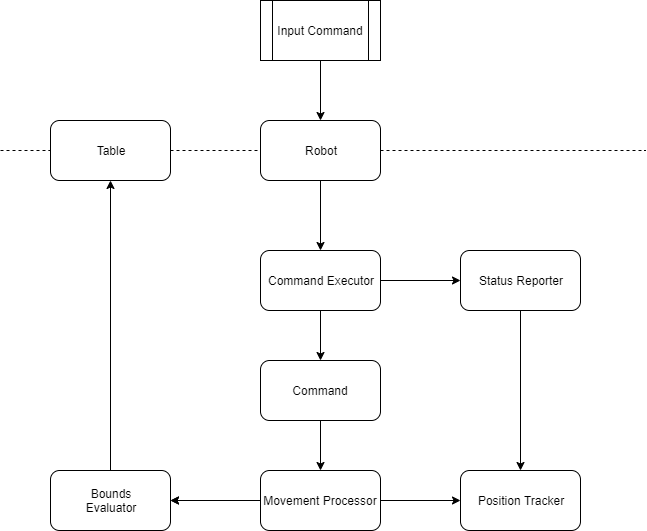 Input Command
Table
Robot
Command Executor
Status Reporter
Command
Bounds
Evaluator
Movement Processor
Position Tracker